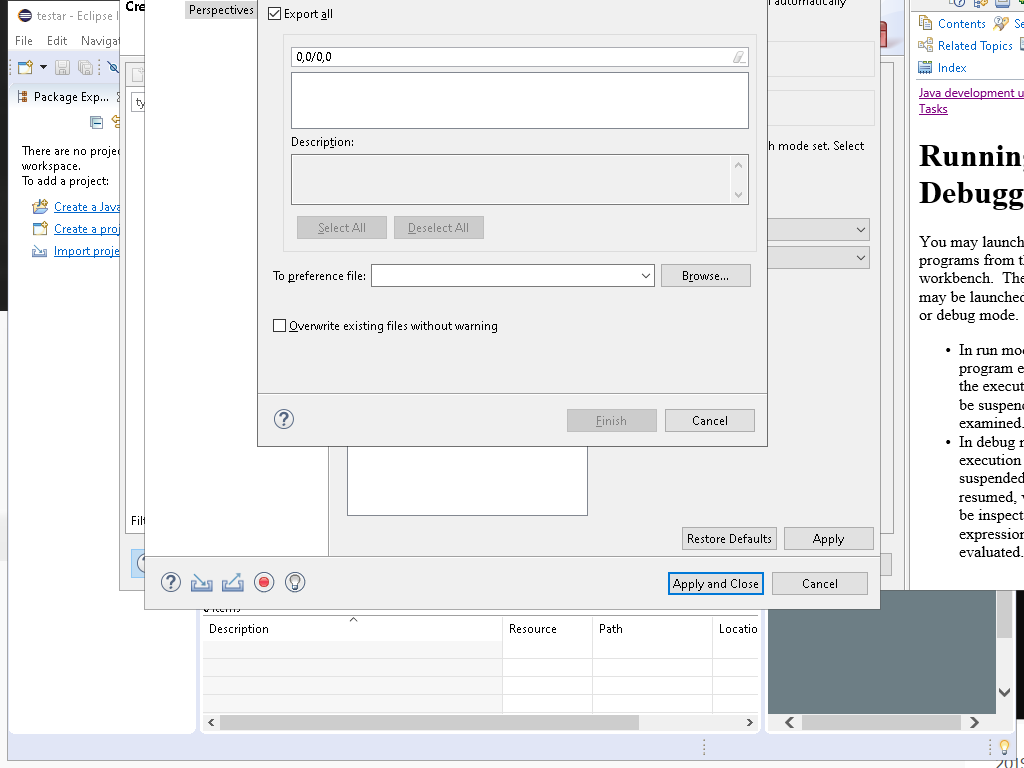 testar - Eclipse I
File Edit Navigat
Package Exp...
There are no projec
workspace.
To add a project:
Create a Java
Create a proj
Import proje
Cre
ty
Filt
Perspectives
Export all
0,0/0,0
Description:
Select All
Deselect All
To preference file:
Browse...
Overwrite existing files without warning
Finish
Cancel
automatically
h mode set. Select
Restore Defaults
Apply
Apply and Close
Cancel
Description
Resource
Path
Locatio
Contents
Se
Related Topics
Index
Java development u
Tasks
Running
Debugg
You may launch
programs from th
workbench. The
may be launched
or debug mode.
• In run mod
program e
the execut
be suspend
examined.
• In debug m
execution
suspended
resumed, v
be inspect
expression
evaluated.
2019